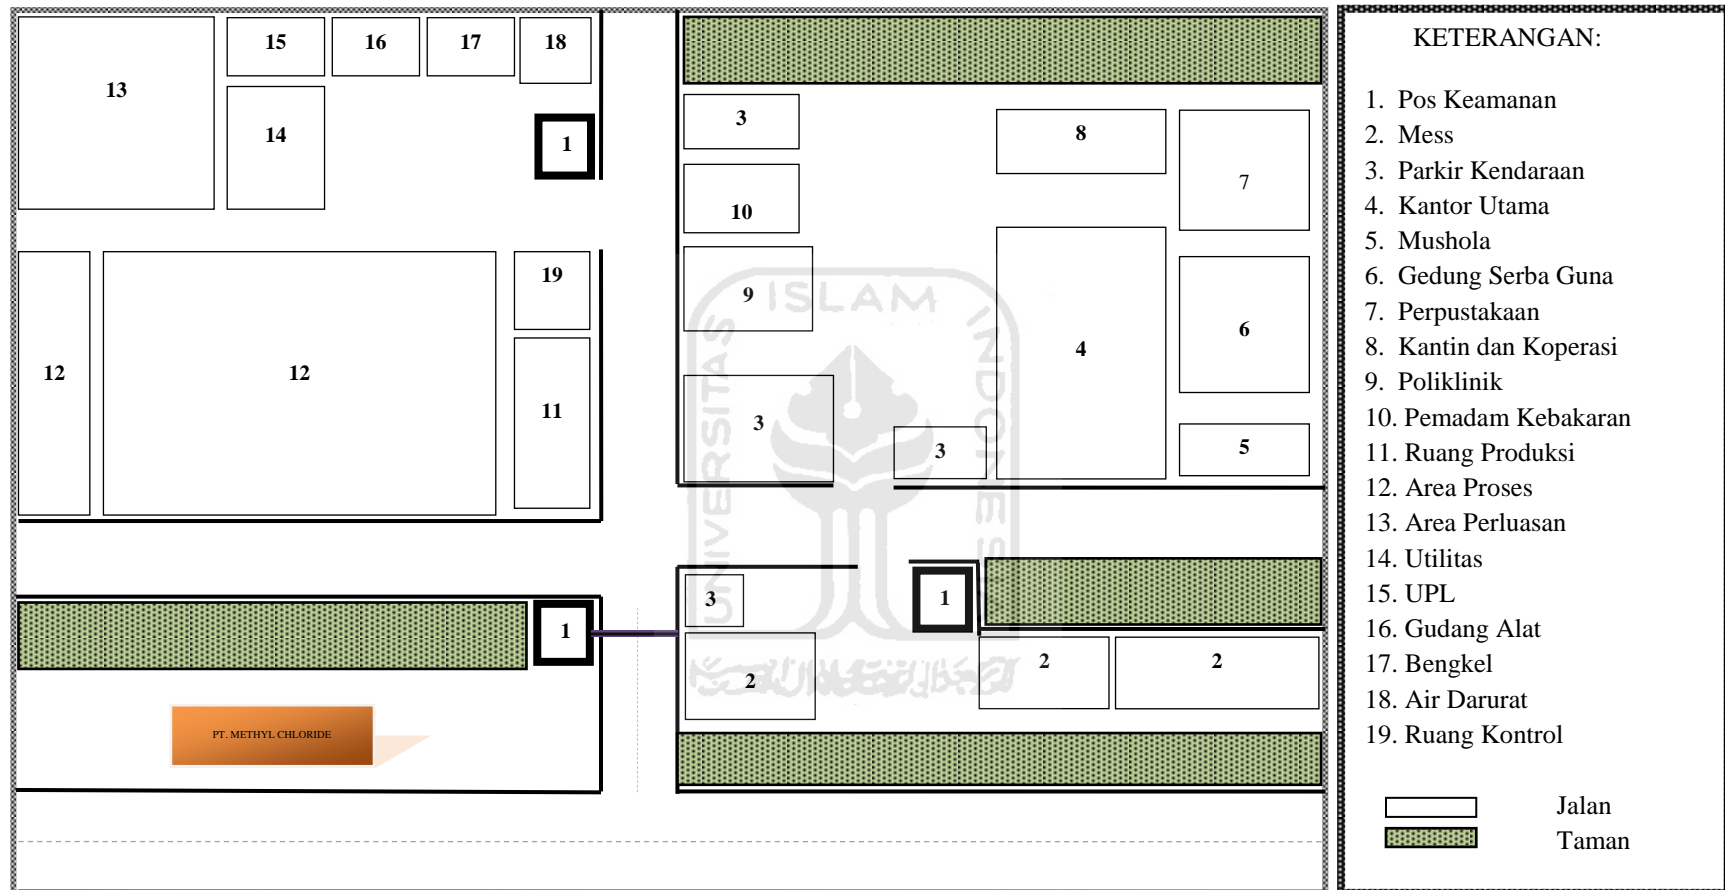 15
16
17
18
13
14
1
3
8
7
10
9
19
12
12
11
4
6
3
3
5
3
1
1
2
2
2
PT. METHYL CHLORIDE
UNIVERSITAS ISLAM INDONESIA
KETERANGAN:
1. Pos Keamanan
2. Mess
3. Parkir Kendaraan
4. Kantor Utama
5. Mushola
6. Gedung Serba Guna
7. Perpustakaan
8. Kantin dan Koperasi
9. Poliklinik
10. Pemadam Kebakaran
11. Ruang Produksi
12. Area Proses
13. Area Perluasan
14. Utilitas
15. UPL
16. Gudang Alat
17. Bengkel
18. Air Darurat
19. Ruang Kontrol
Jalan
Taman